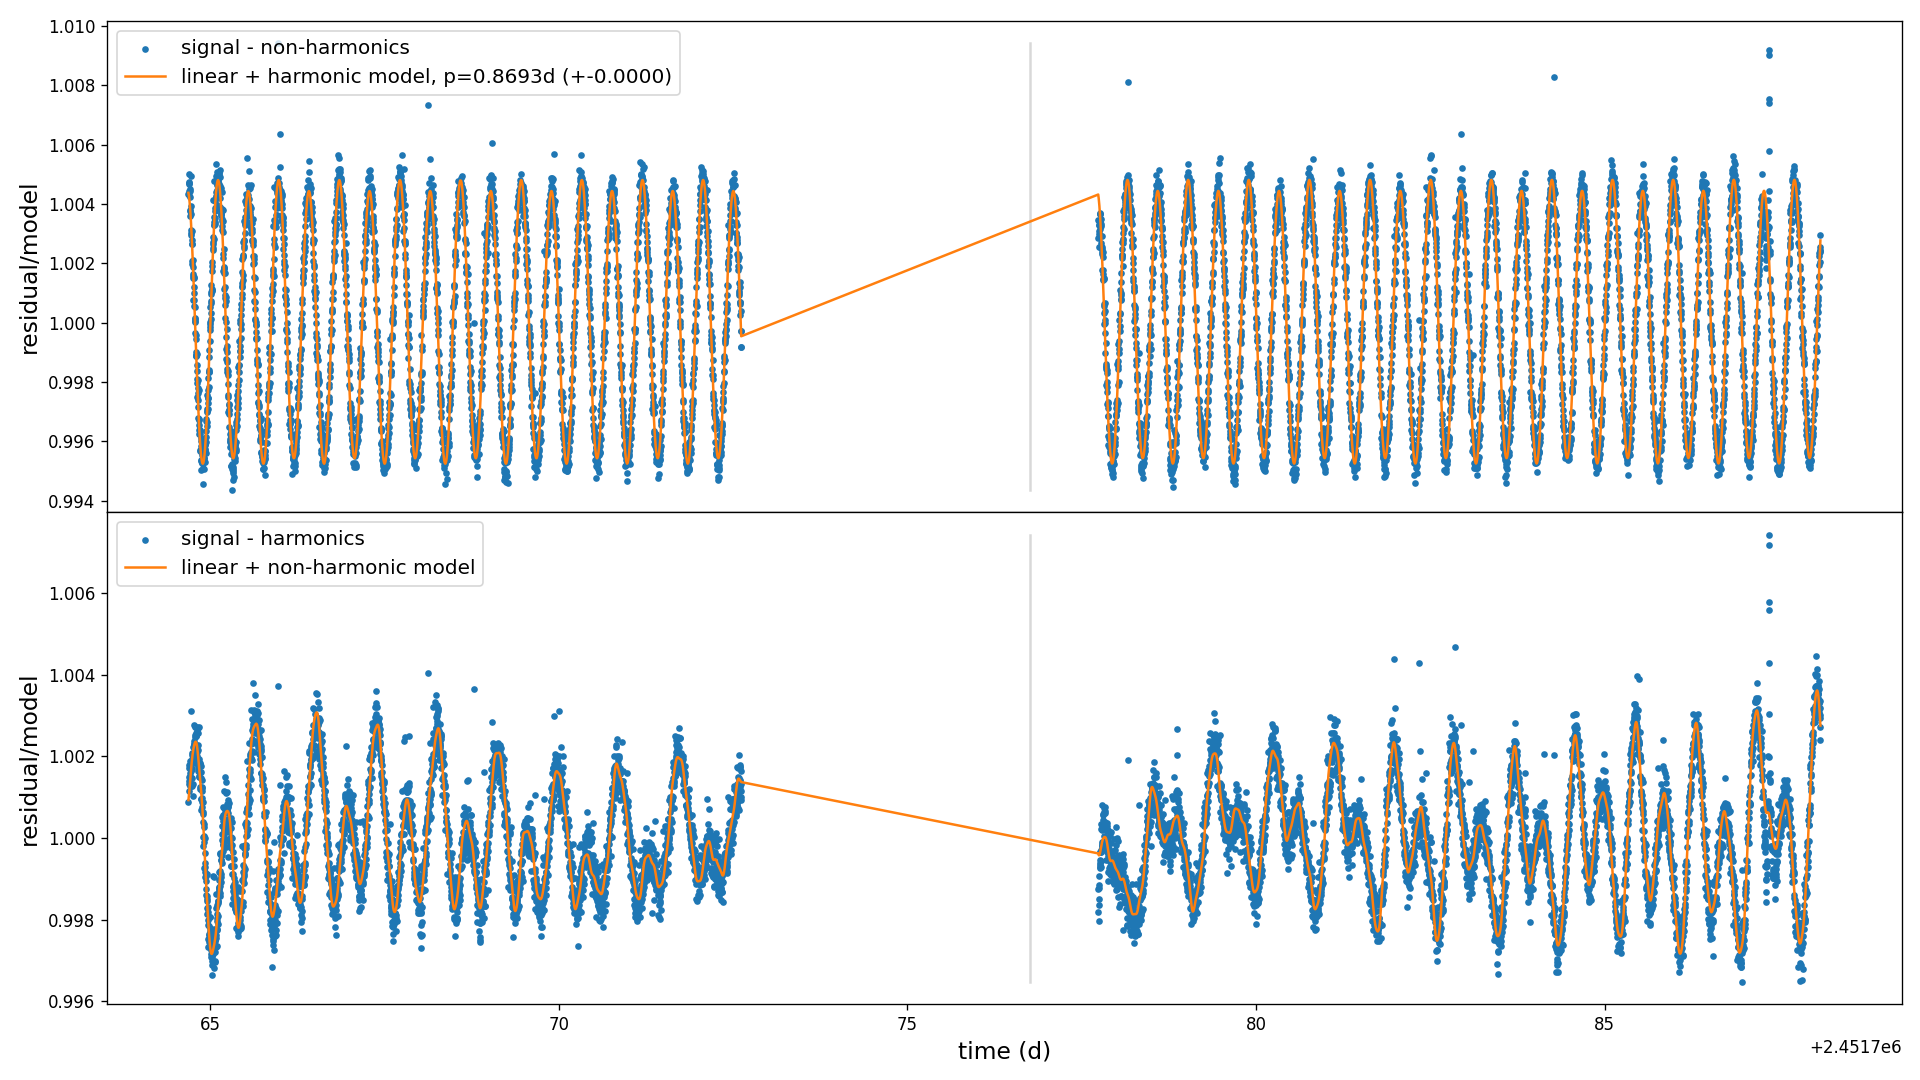 1.010
1.008
1.006
1.004
1.002
1.000
0.998
0.996
0.994
residual/model
signal - non-harmonics
linear + harmonic model, p=0.8693d (+-0.0000)
1.006
1.004
1.002
1.000
0.998
0.996
residual/model
signal - harmonics
linear + non-harmonic model
65
70
75
80
85
time (d)
+2.4517e6